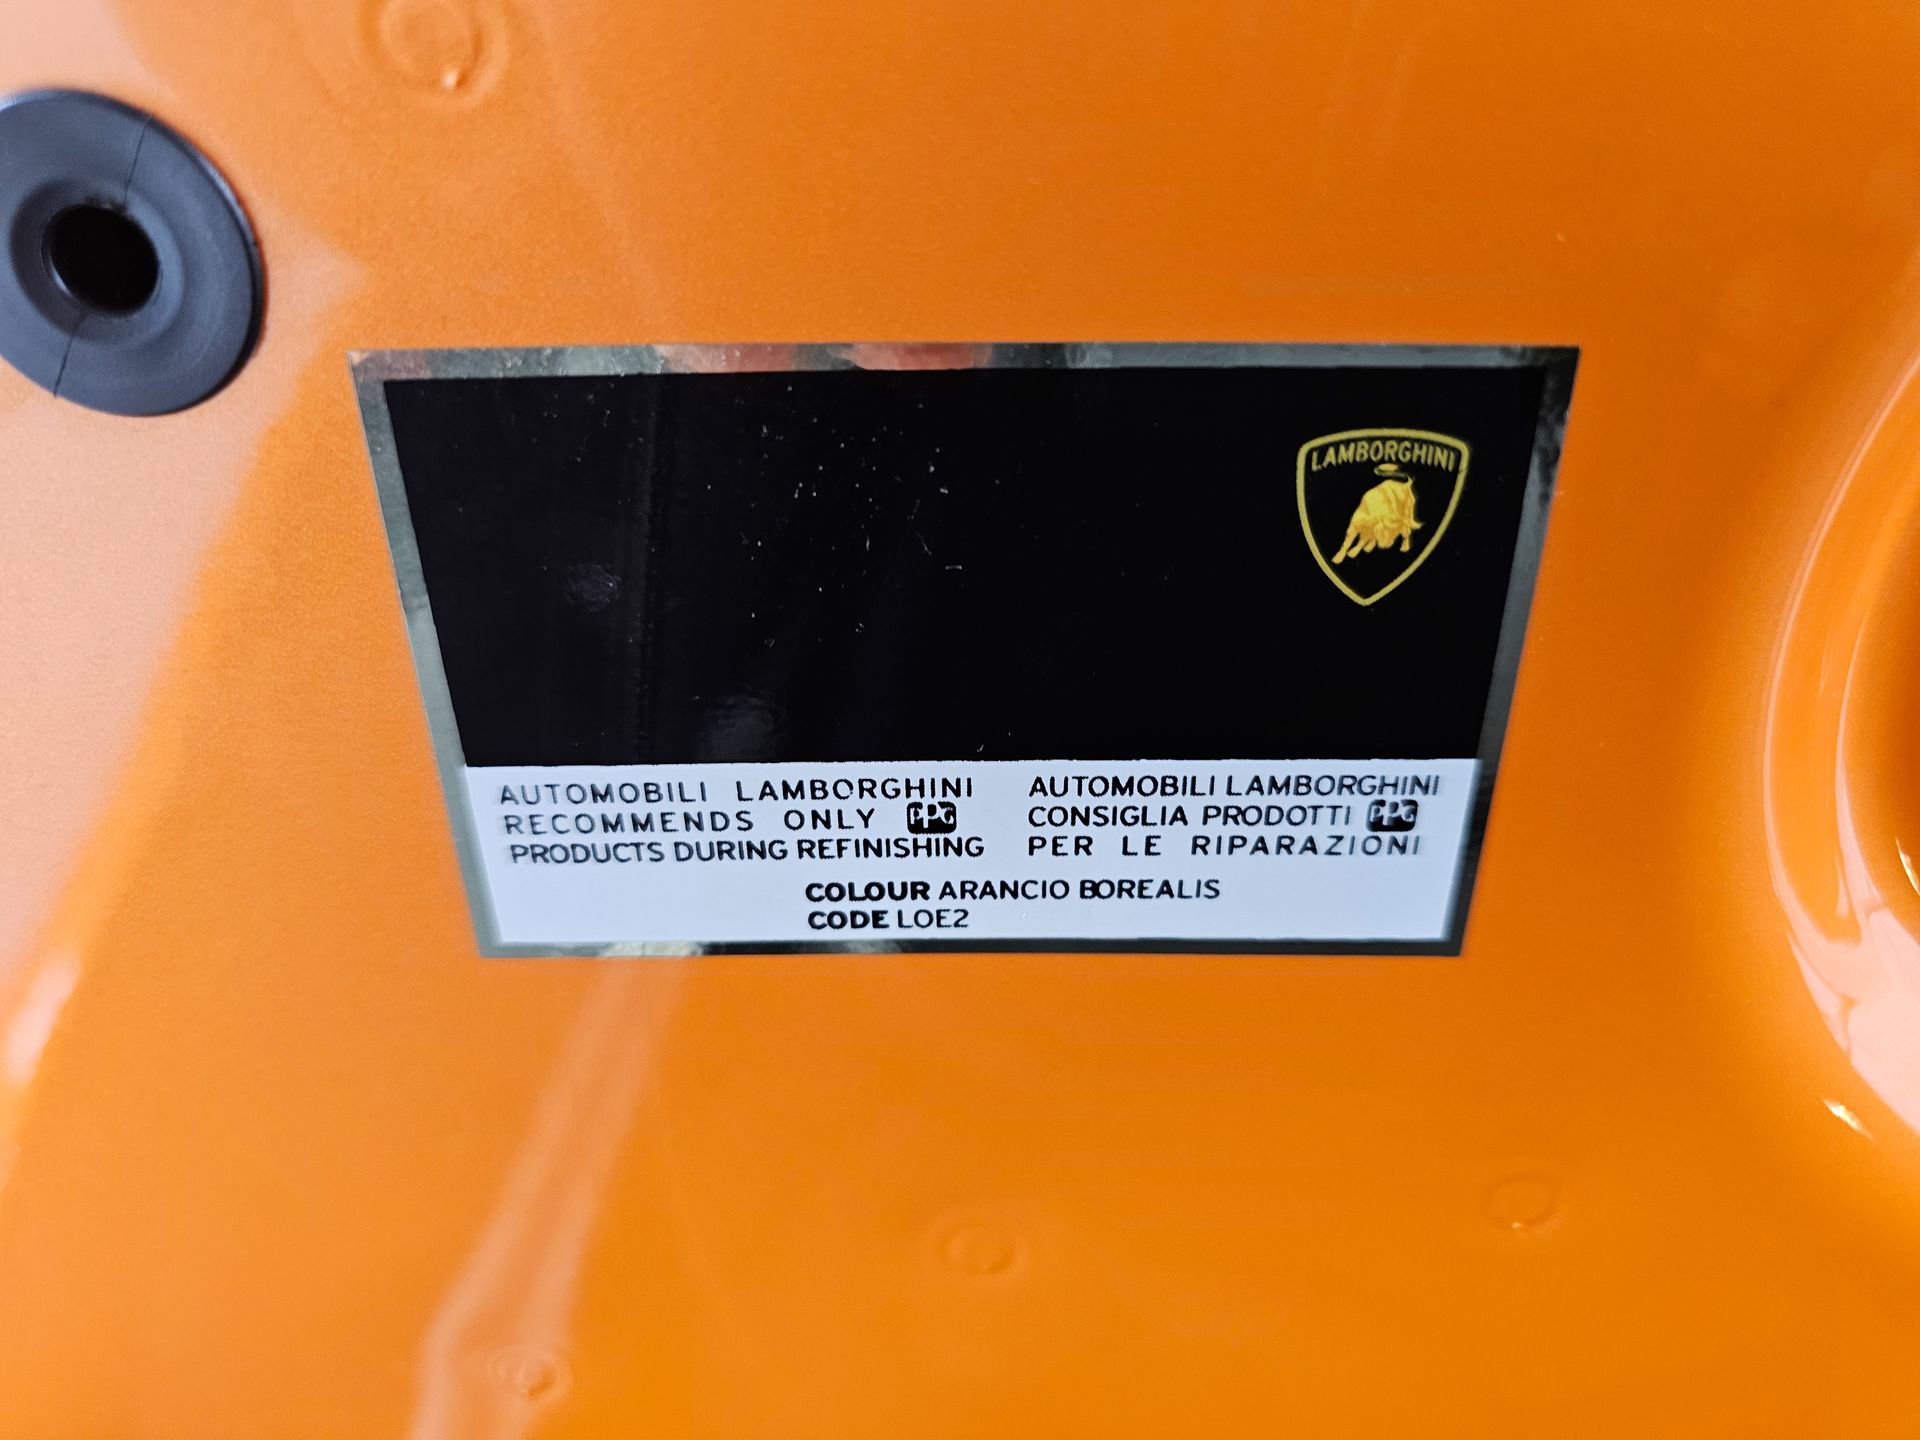 LAMBORGHINI
AUTOMOBILI LAMBORGHINI
RECOMMENDS ONLY PPG
PRODUCTS DURING REFINISHING
AUTOMOBILI LAMBORGHINI
CONSIGLIA PRODOTTI PPG
PER LE RIPARAZIONI
COLOUR ARANCIO BOREALIS
CODE LOE2